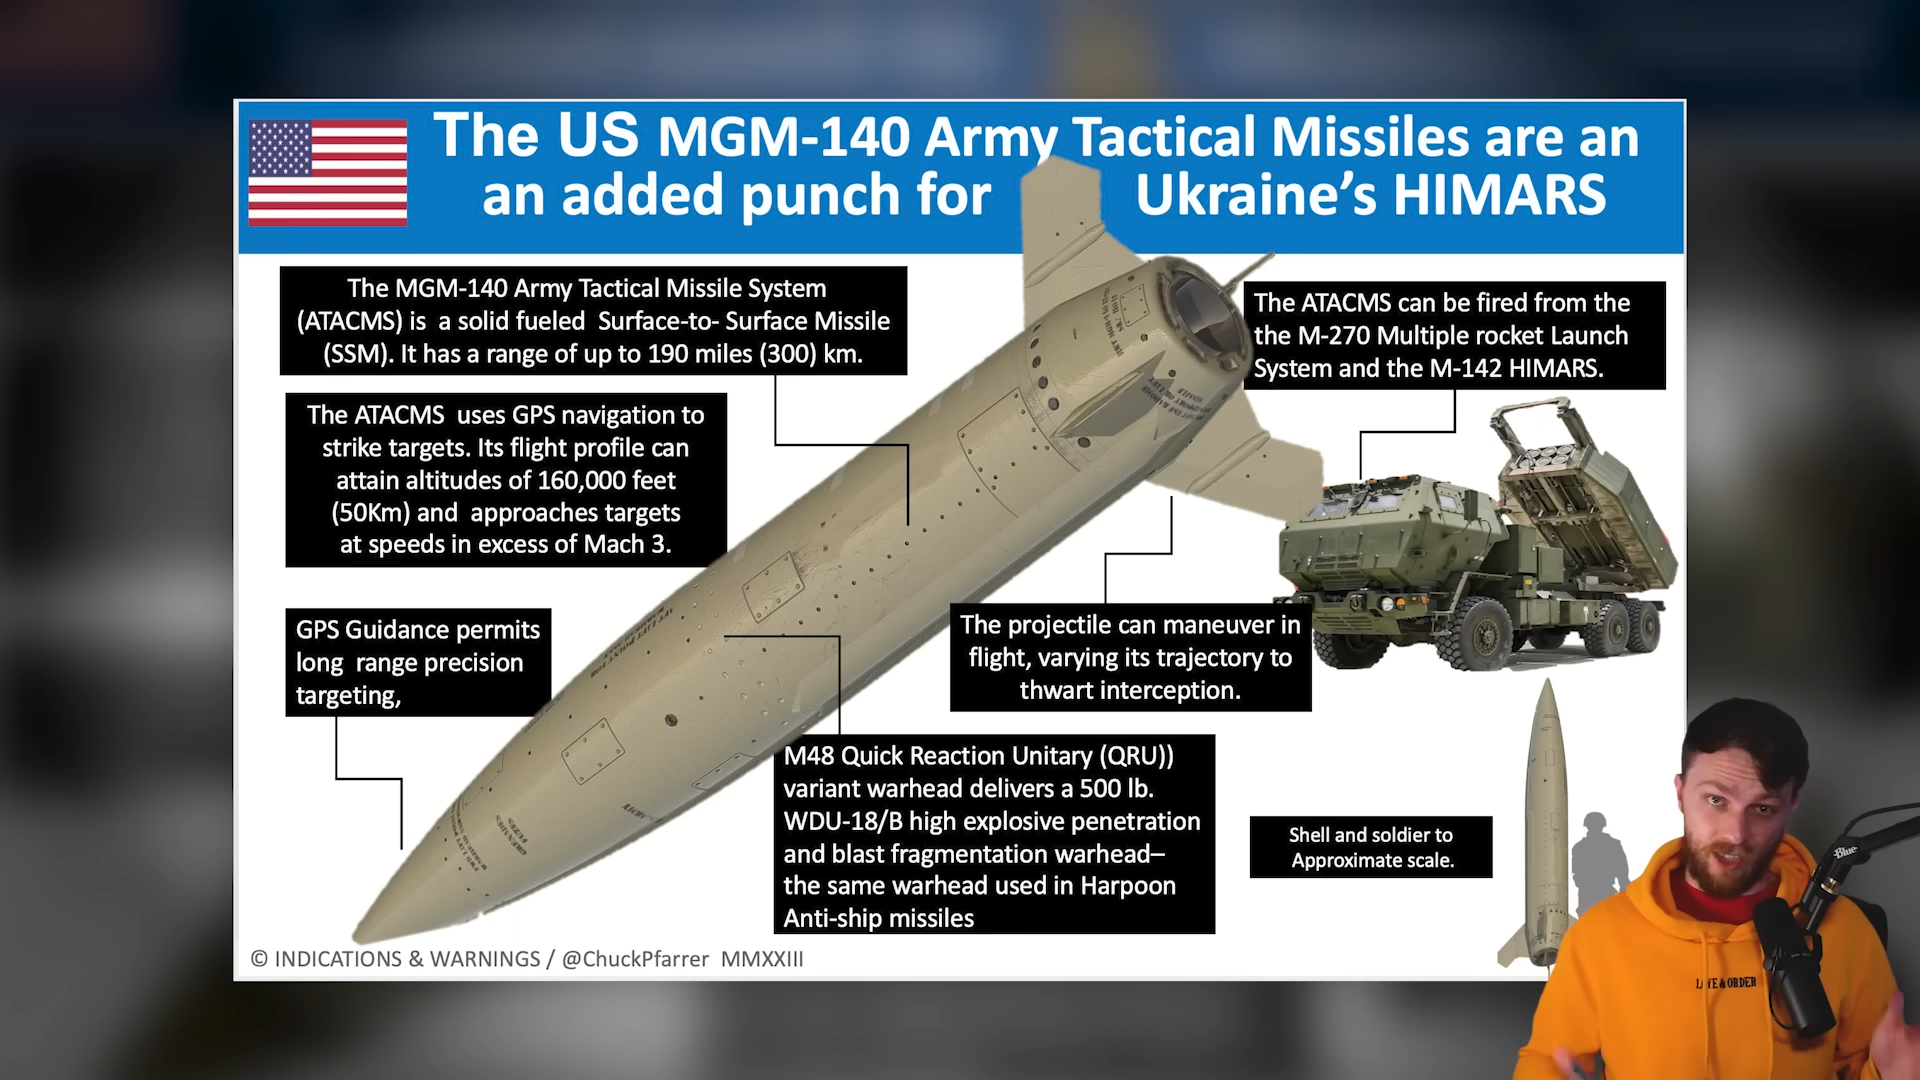 The US MGM-140 Army Tactical Missiles are an
an added punch for Ukraine's HIMARS
The MGM-140 Army Tactical Missile System
(ATACMS) is a solid fueled Surface-to- Surface Missile
(SSM). It has a range of up to 190 miles (300) km.
The ATACMS can be fired from the
the M-270 Multiple rocket Launch
System and the M-142 HIMARS.
The ATACMS uses GPS navigation to
strike targets. Its flight profile can
attain altitudes of 160,000 feet
(50Km) and approaches targets
at speeds in excess of Mach 3.
GPS Guidance permits
long range precision
targeting,
The projectile can maneuver in
flight, varying its trajectory to
thwart interception.
M48 Quick Reaction Unitary (QRU))
variant warhead delivers a 500 lb.
WDU-18/B high explosive penetration
and blast fragmentation warhead–
the same warhead used in Harpoon
Anti-ship missiles
Shell and soldier to
Approximate scale.
© INDICATIONS & WARNINGS / @ChuckPfarrer MMXXIII
Blue
ORDER